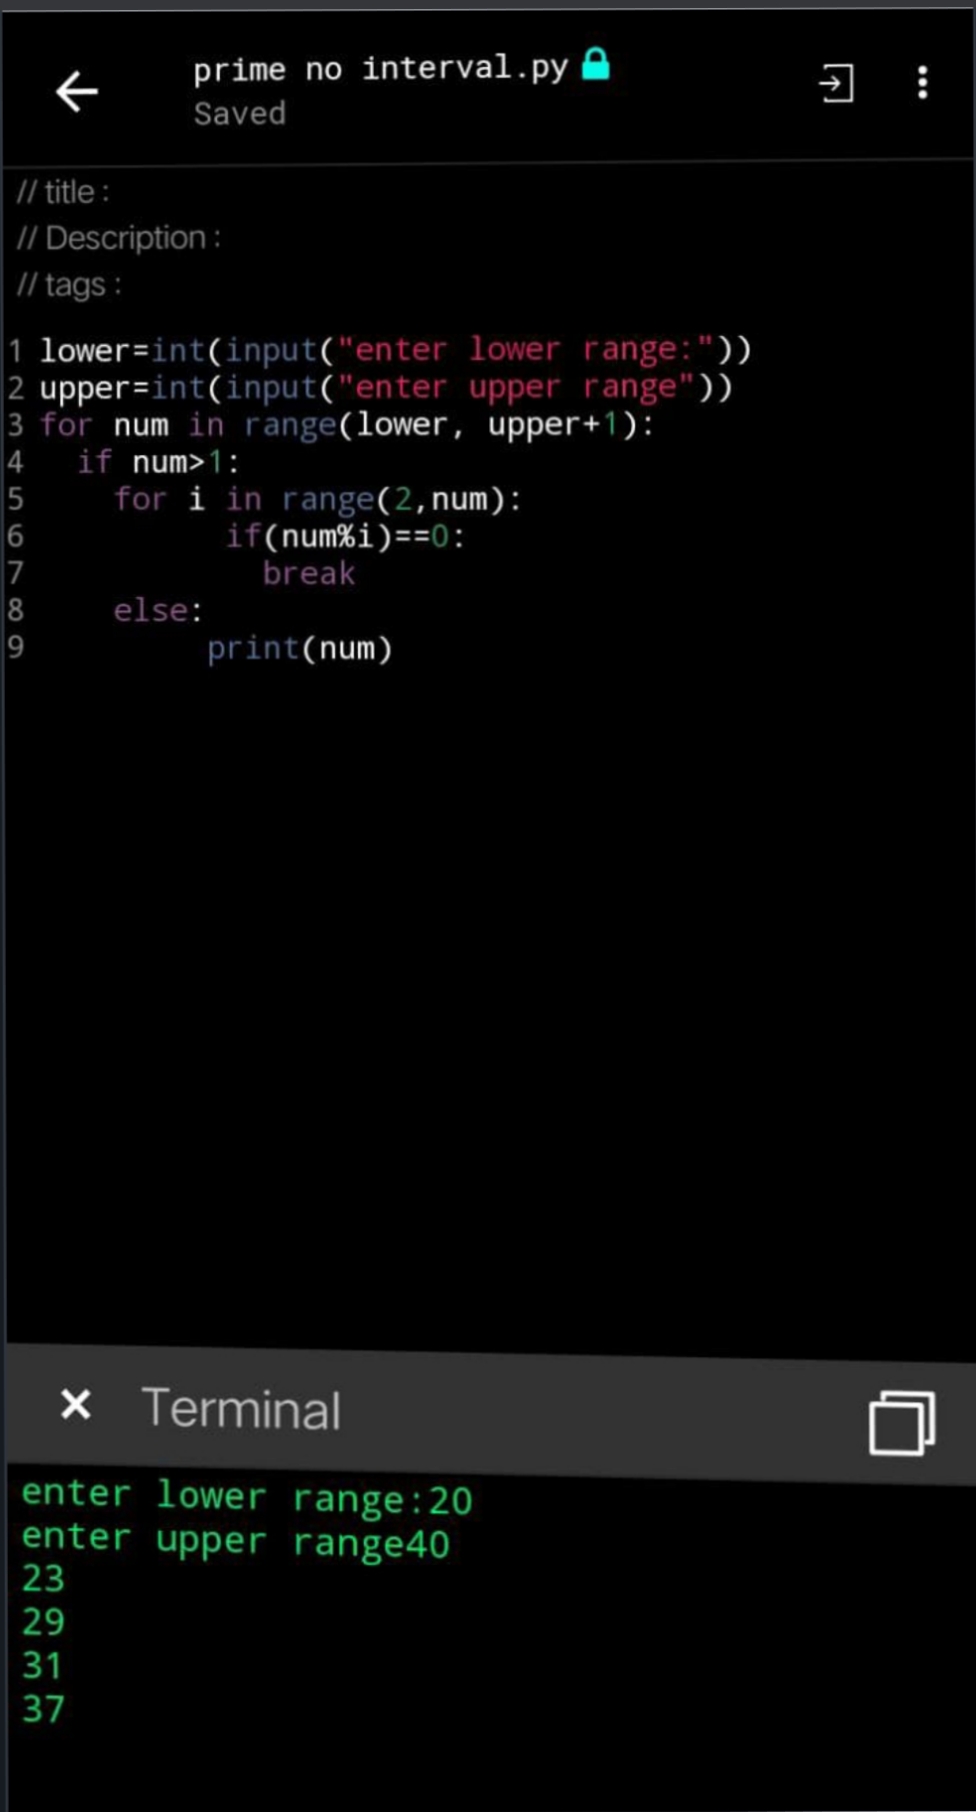 prime no interval.py
Saved
// title :
// Description :
// tags :
1 lower=int(input("enter lower range:"))
2 upper=int(input("enter upper range"))
3 for num in range(lower, upper+1):
4   if num>1:
5     for i in range(2,num):
6           if(num%i)==0:
7             break
8     else:
9          print(num)
Terminal
enter lower range:20
enter upper range40
23
29
31
37